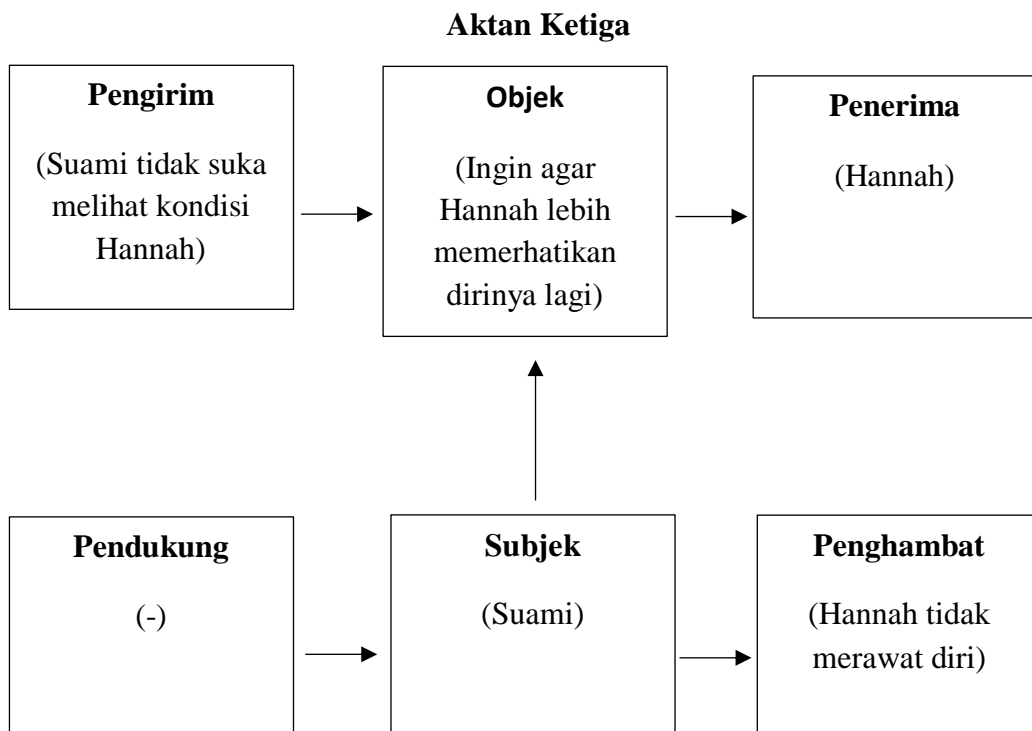 Aktan Ketiga
Pengirim
(Suami tidak suka
melihat kondisi
Hannah)
Objek
(Ingin agar
Hannah lebih
memerhatikan
dirinya lagi)
Penerima
(Hannah)
Pendukung
(-)
Subjek
(Suami)
Penghambat
(Hannah tidak
merawat diri)